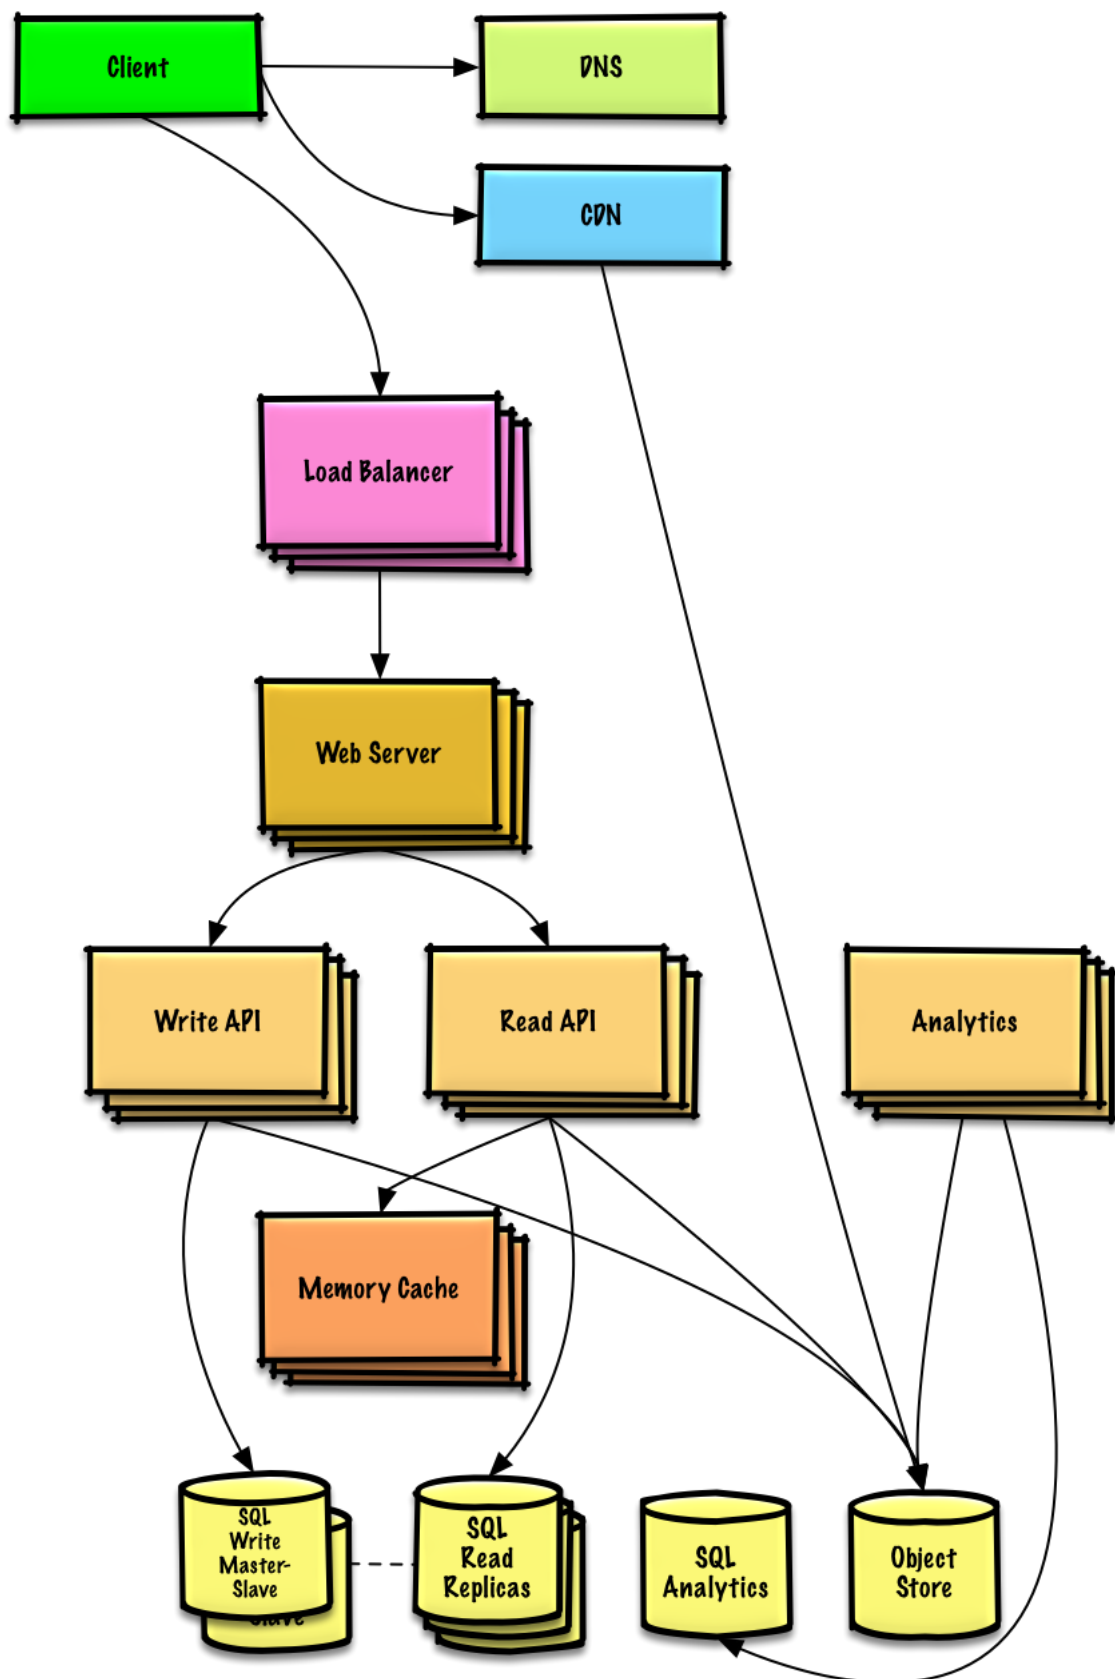 Client
DNS
CDN
Load Balancer
Web Server
Write API
Read API
Analytics
Memory Cache
SQL
Write
Master-
Slave
Slave
SQL
Read
Replicas
SQL
Analytics
Object
Store